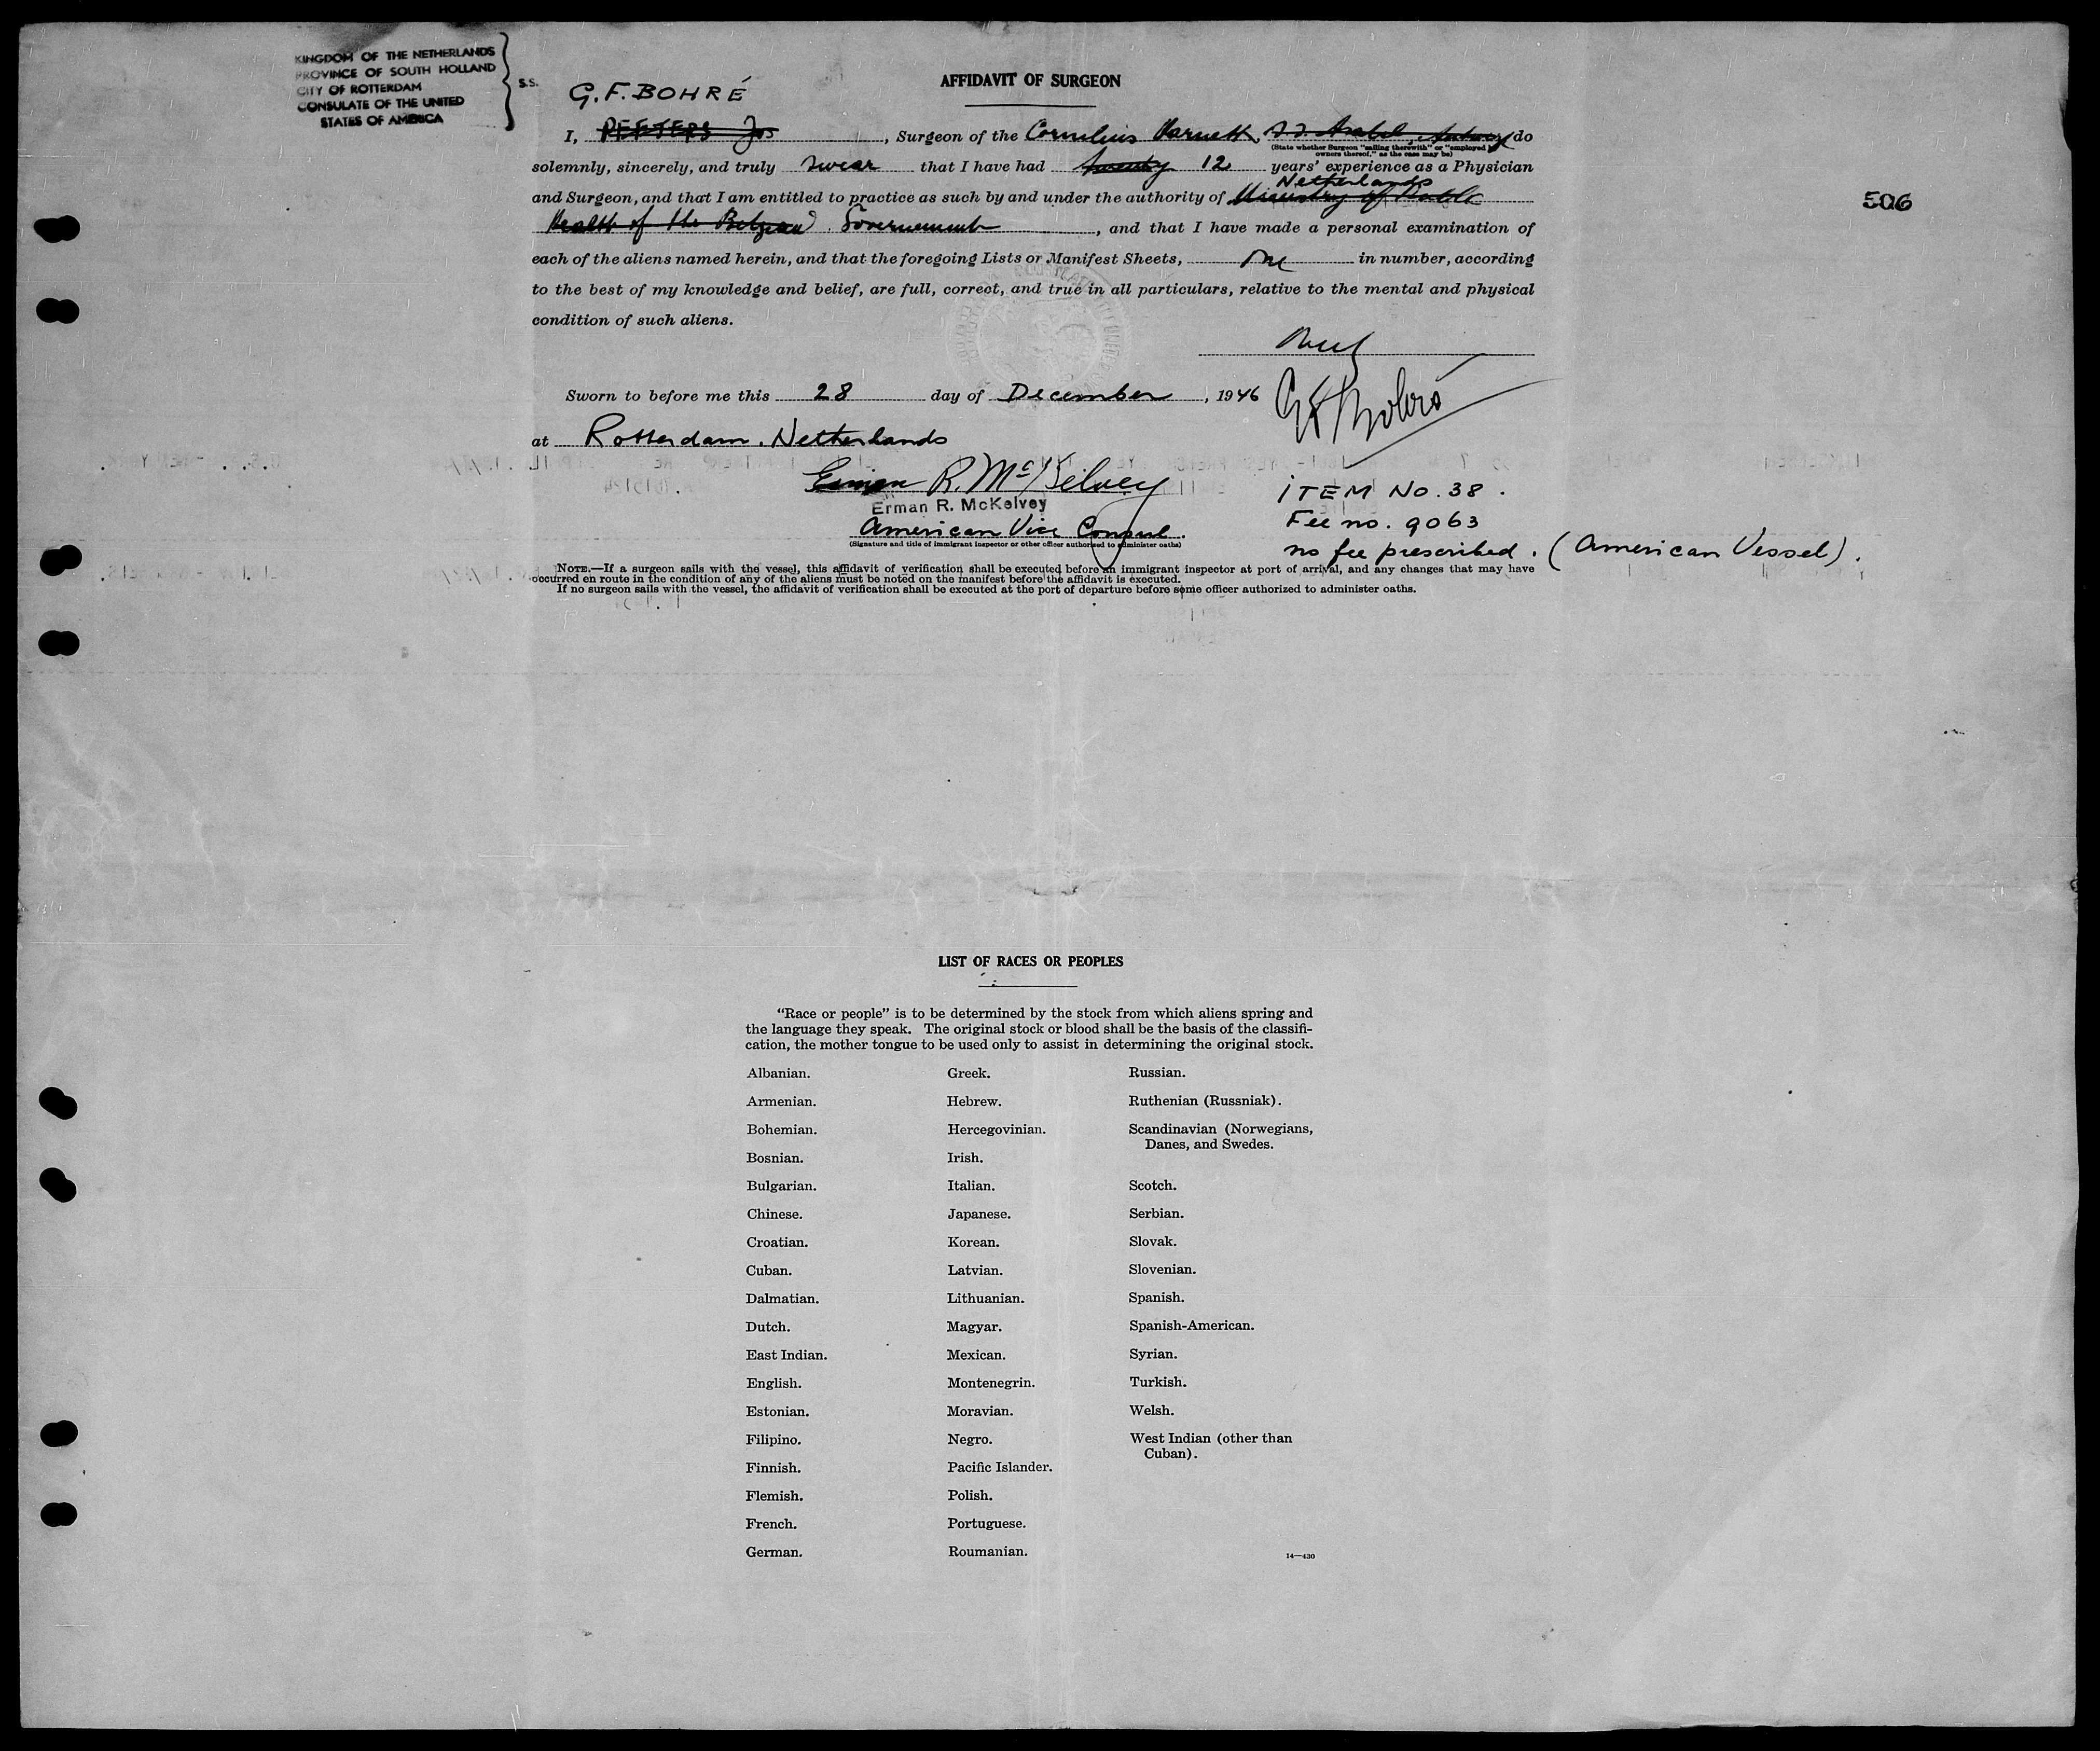 KINGDOM OF THE NETHERLANDS
PROVINCE OF SOUTH HOLLAND
CITY OF ROTTERDAM
CONSULATE OF THE UNITED
STATES OF AMERICA
S.S.
AFFIDAVIT OF SURGEON
G. F. BOHRÉ
I, PEETERS Jos, Surgeon of the Cornelius Harnett, do
(State whether Surgeon "sailing therewith" or "employed by
owners thereof," as the case may be)
solemnly, sincerely, and truly swear that I have had twenty 12 years' experience as a Physician
Netherlands
and Surgeon, and that I am entitled to practice as such by and under the authority of Ministry of Public
Health of the Belgian Government, and that I have made a personal examination of
506
each of the aliens named herein, and that the foregoing Lists or Manifest Sheets, one in number, according
to the best of my knowledge and belief, are full, correct, and true in all particulars, relative to the mental and physical
condition of such aliens.
Sworn to before me this 28 day of December, 1946
G F Bohré
at Rotterdam. Netherlands
Erman R. McKelvey
Erman R. McKelvey
American Vice Consul.
(Signature and title of immigrant inspector or other officer authorized to administer oaths)
ITEM No. 38.
Fee no. 9063
no fee prescribed. (American Vessel).
NOTE.—If a surgeon sails with the vessel, this affidavit of verification shall be executed before an immigrant inspector at port of arrival, and any changes that may have
occurred en route in the condition of any of the aliens must be noted on the manifest before the affidavit is executed.
If no surgeon sails with the vessel, the affidavit of verification shall be executed at the port of departure before some officer authorized to administer oaths.
LIST OF RACES OR PEOPLES
"Race or people" is to be determined by the stock from which aliens spring and
the language they speak. The original stock or blood shall be the basis of the classifi-
cation, the mother tongue to be used only to assist in determining the original stock.
Albanian.
Armenian.
Bohemian.
Bosnian.
Bulgarian.
Chinese.
Croatian.
Cuban.
Dalmatian.
Dutch.
East Indian.
English.
Estonian.
Filipino.
Finnish.
Flemish.
French.
German.
Greek.
Hebrew.
Hercegovinian.
Irish.
Italian.
Japanese.
Korean.
Latvian.
Lithuanian.
Magyar.
Mexican.
Montenegrin.
Moravian.
Negro.
Pacific Islander.
Polish.
Portuguese.
Roumanian.
Russian.
Ruthenian (Russniak).
Scandinavian (Norwegians,
Danes, and Swedes.
Scotch.
Serbian.
Slovak.
Slovenian.
Spanish.
Spanish-American.
Syrian.
Turkish.
Welsh.
West Indian (other than
Cuban).
14—430